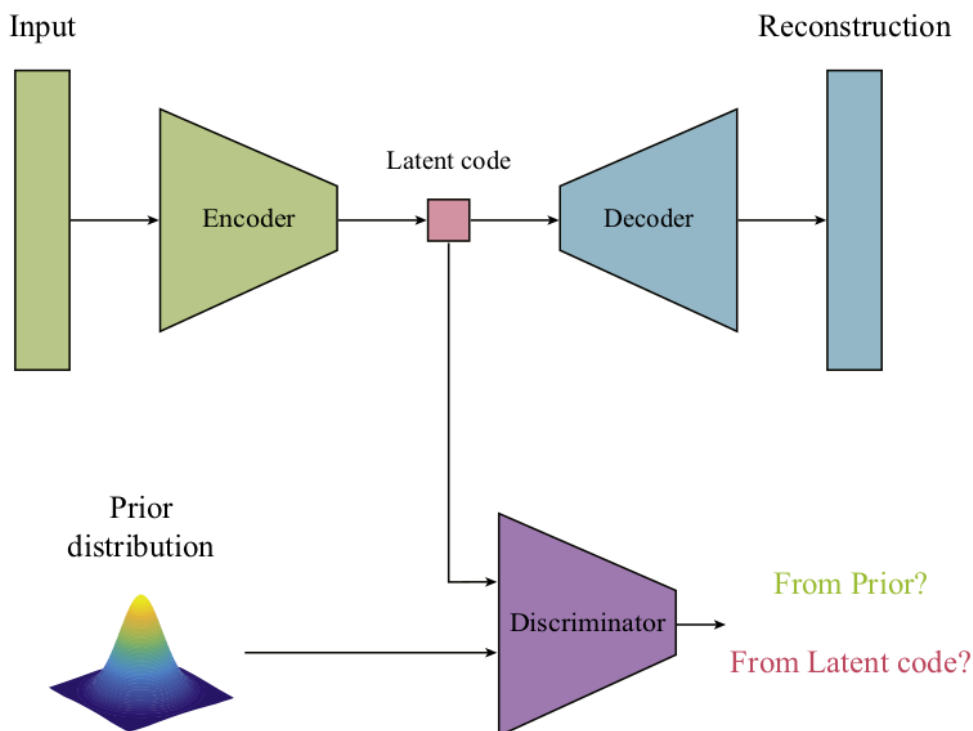 Input
Reconstruction
Latent code
Encoder
Decoder
Prior
distribution
From Prior?
Discriminator
From Latent code?